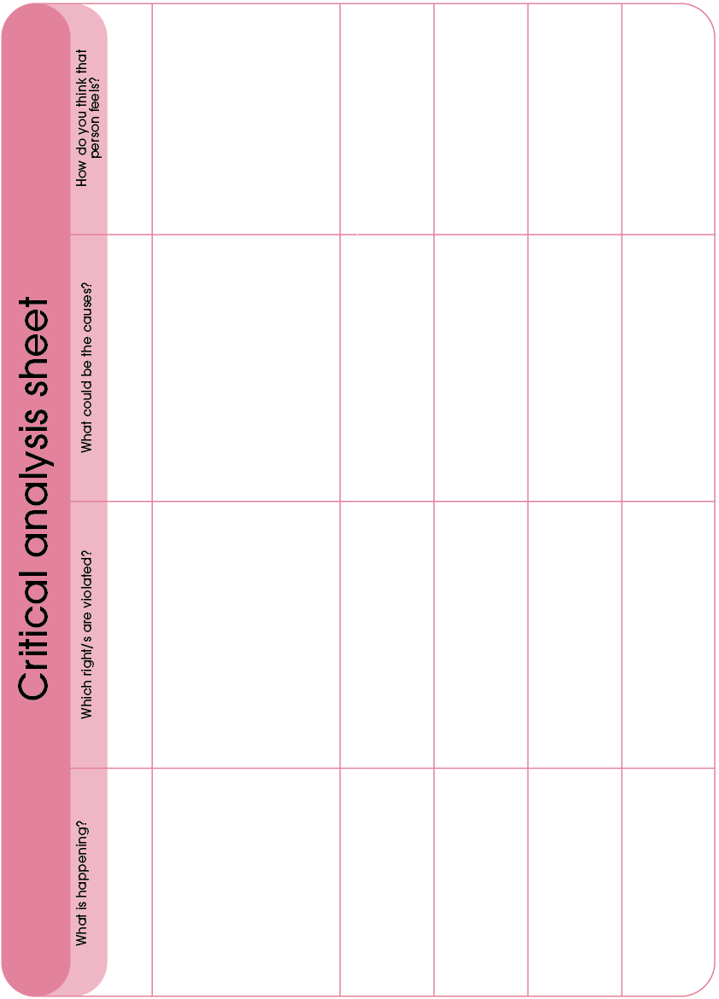 Critical analysis sheet
What is happening?
Which right/s are violated?
What could be the causes?
How do you think that
person feels?